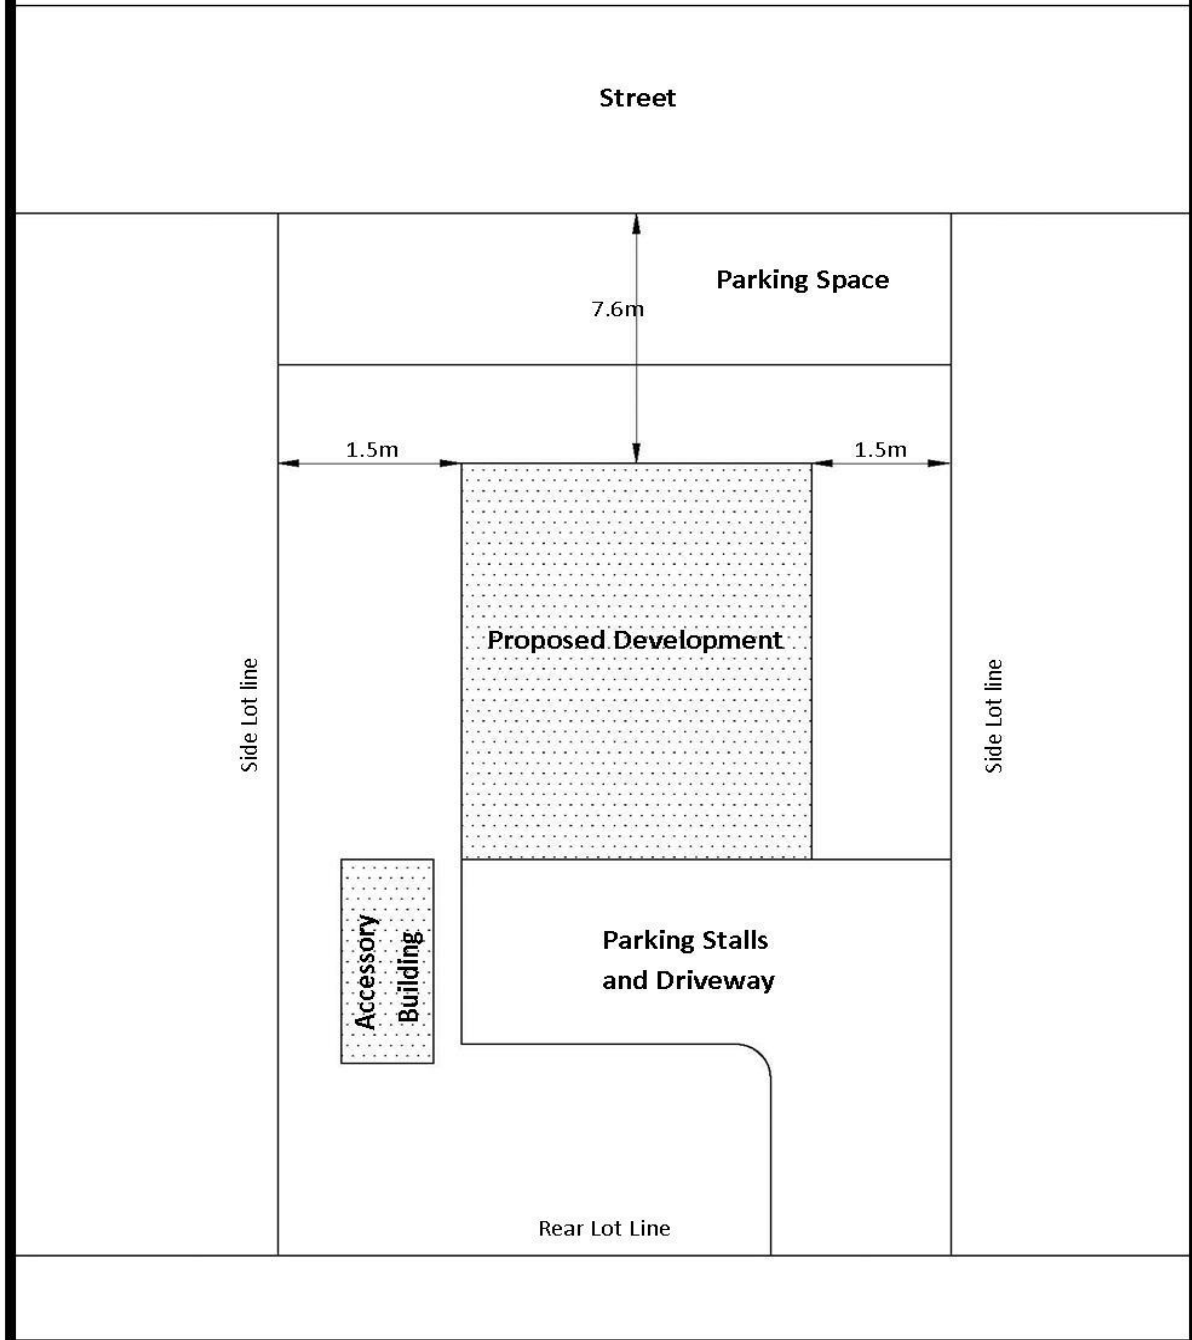 Street
Parking Space
7.6m
1.5m
1.5m
Proposed Development
Side Lot line
Side Lot line
Accessory
Building
Parking Stalls
and Driveway
Rear Lot Line